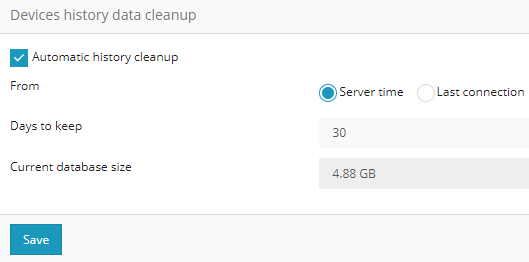 Devices history data cleanup
Automatic history cleanup
From Server time Last connection
Days to keep 30
Current database size 4.88 GB
Save